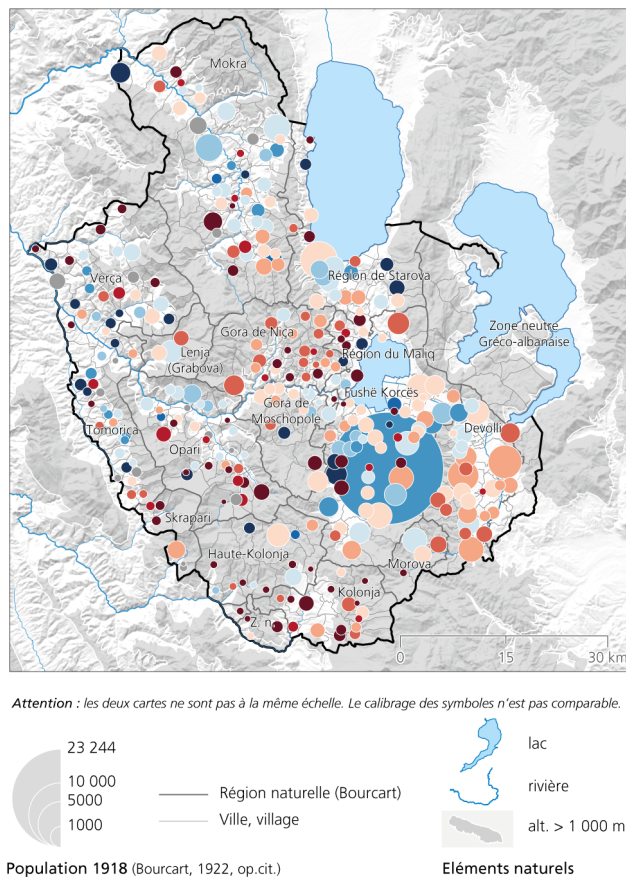 Mokra
Région de Starova
Verça
Zone neutre
Gréco-albanaise
Gora de Niça
Lenja
(Grabova)
Région du Maliq
Fushë Korcës
Gora de
Moschopole
Devolli
Tomoriça
Opari
Skrapari
Haute-Kolonja
Morova
Kolonja
Z. n.
0 15 30 km
Attention : les deux cartes ne sont pas à la même échelle. Le calibrage des symboles n'est pas comparable.
23 244
10 000
5000
1000
Région naturelle (Bourcart)
Ville, village
lac
rivière
alt. > 1 000 m
Population 1918 (Bourcart, 1922, op.cit.)
Eléments naturels